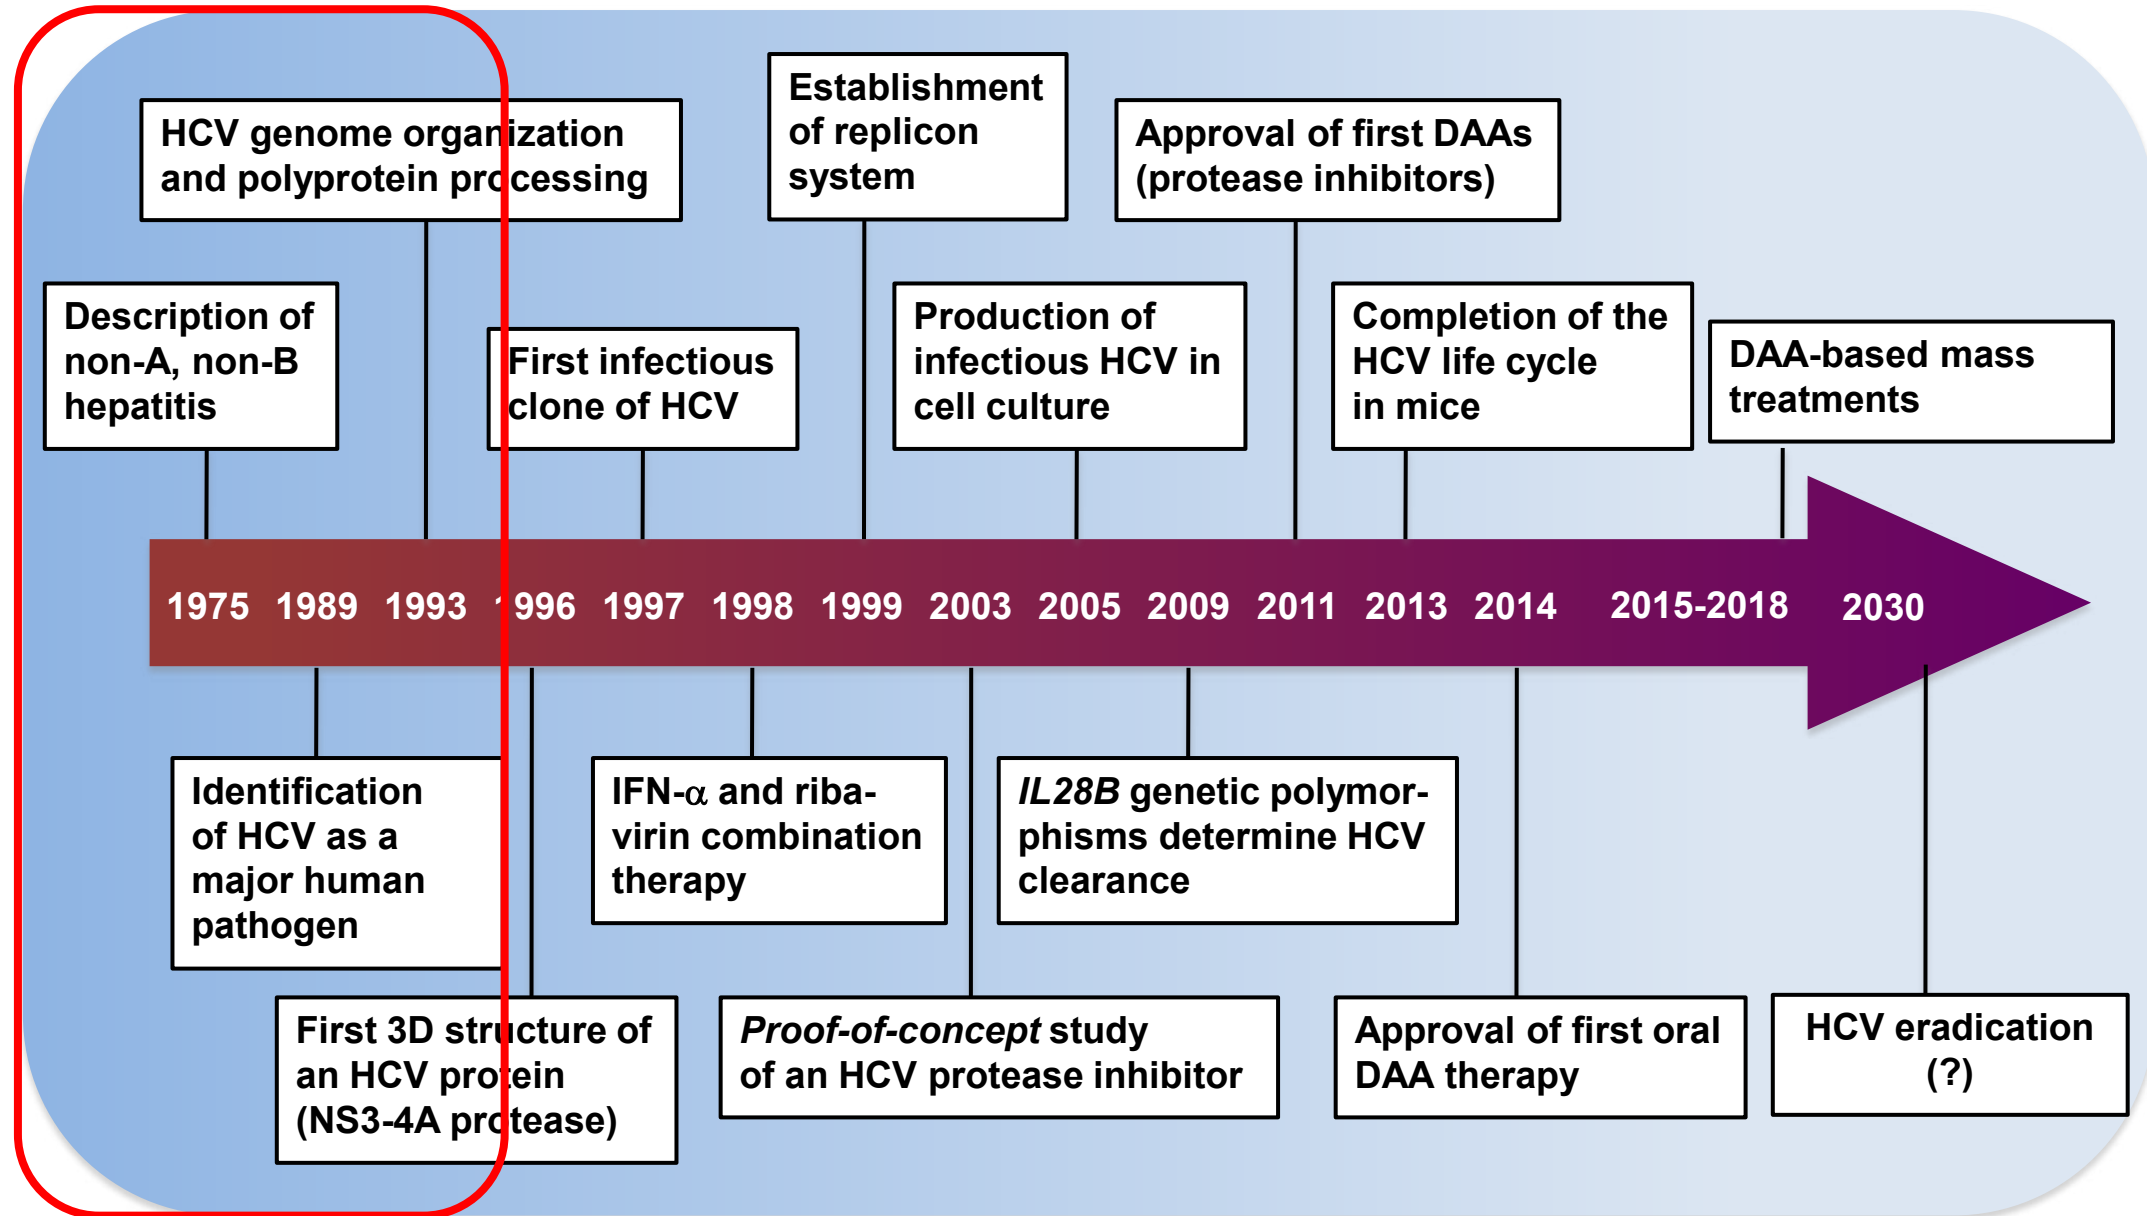 HCV genome organization
and polyprotein processing
Establishment
of replicon
system
Approval of first DAAs
(protease inhibitors)
Description of
non-A, non-B
hepatitis
First infectious
clone of HCV
Production of
infectious HCV in
cell culture
Completion of the
HCV life cycle
in mice
DAA-based mass
treatments
1975 1989 1993 1996 1997 1998 1999 2003 2005 2009 2011 2013 2014 2015-2018 2030
Identification
of HCV as a
major human
pathogen
IFN-α and riba-
virin combination
therapy
IL28B genetic polymor-
phisms determine HCV
clearance
First 3D structure of
an HCV protein
(NS3-4A protease)
Proof-of-concept study
of an HCV protease inhibitor
Approval of first oral
DAA therapy
HCV eradication
(?)